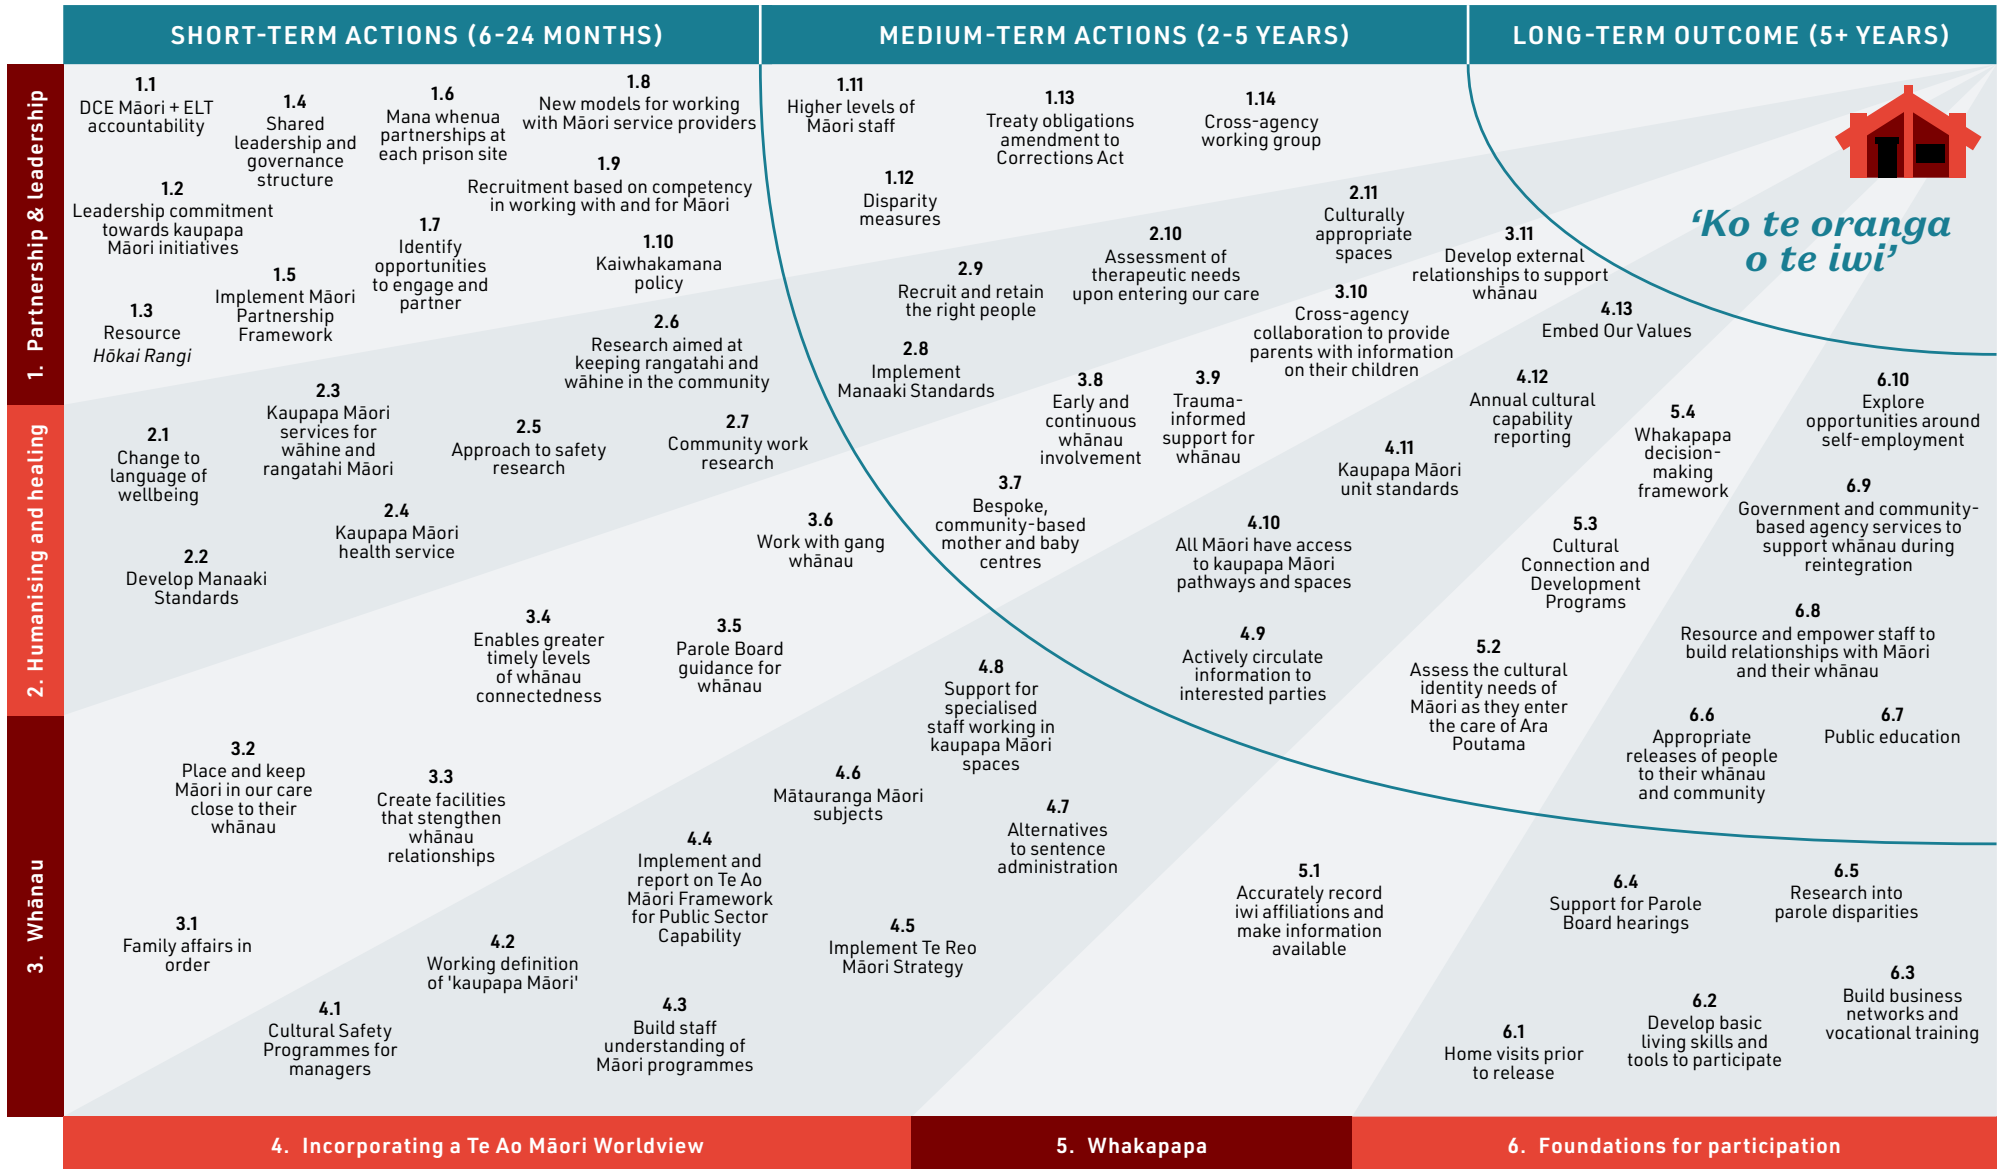 SHORT-TERM ACTIONS (6-24 MONTHS)
MEDIUM-TERM ACTIONS (2-5 YEARS)
LONG-TERM OUTCOME (5+ YEARS)
1. Partnership & leadership
1.1
DCE Māori + ELT
accountability
1.2
Leadership commitment
towards kaupapa
Māori initiatives
1.3
Resource
Hōkai Rangi
1.4
Shared
leadership and
governance
structure
1.5
Implement Māori
Partnership
Framework
1.6
Mana whenua
partnerships at
each prison site
1.7
Identify
opportunities
to engage and
partner
1.8
New models for working
with Māori service providers
1.9
Recruitment based on competency
in working with and for Māori
1.10
Kaiwhakamana
policy
1.11
Higher levels of
Māori staff
1.12
Disparity
measures
1.13
Treaty obligations
amendment to
Corrections Act
1.14
Cross-agency
working group
‘Ko te oranga
o te iwi’
2. Humanising and healing
2.1
Change to
language of
wellbeing
2.2
Develop Manaaki
Standards
2.3
Kaupapa Māori
services for
wāhine and
rangatahi Māori
2.4
Kaupapa Māori
health service
2.5
Approach to safety
research
2.6
Research aimed at
keeping rangatahi and
wāhine in the community
2.7
Community work
research
2.8
Implement
Manaaki Standards
2.9
Recruit and retain
the right people
2.10
Assessment of
therapeutic needs
upon entering our care
2.11
Culturally
appropriate
spaces
3. Whānau
3.1
Family affairs in
order
3.2
Place and keep
Māori in our care
close to their
whānau
3.3
Create facilities
that stengthen
whānau
relationships
3.4
Enables greater
timely levels
of whānau
connectedness
3.5
Parole Board
guidance for
whānau
3.6
Work with gang
whānau
3.7
Bespoke,
community-based
mother and baby
centres
3.8
Early and
continuous
whānau
involvement
3.9
Trauma-
informed
support for
whānau
3.10
Cross-agency
collaboration to provide
parents with information
on their children
3.11
Develop external
relationships to support
whānau
4. Incorporating a Te Ao Māori Worldview
4.1
Cultural Safety
Programmes for
managers
4.2
Working definition
of 'kaupapa Māori'
4.3
Build staff
understanding of
Māori programmes
4.4
Implement and
report on Te Ao
Māori Framework
for Public Sector
Capability
4.5
Implement Te Reo
Māori Strategy
4.6
Mātauranga Māori
subjects
4.7
Alternatives
to sentence
administration
4.8
Support for
specialised
staff working in
kaupapa Māori
spaces
4.9
Actively circulate
information to
interested parties
4.10
All Māori have access
to kaupapa Māori
pathways and spaces
4.11
Kaupapa Māori
unit standards
4.12
Annual cultural
capability
reporting
4.13
Embed Our Values
5. Whakapapa
5.1
Accurately record
iwi affiliations and
make information
available
5.2
Assess the cultural
identity needs of
Māori as they enter
the care of Ara
Poutama
5.3
Cultural
Connection and
Development
Programs
5.4
Whakapapa
decision-
making
framework
6. Foundations for participation
6.1
Home visits prior
to release
6.2
Develop basic
living skills and
tools to participate
6.3
Build business
networks and
vocational training
6.4
Support for Parole
Board hearings
6.5
Research into
parole disparities
6.6
Appropriate
releases of people
to their whānau
and community
6.7
Public education
6.8
Resource and empower staff to
build relationships with Māori
and their whānau
6.9
Government and community-
based agency services to
support whānau during
reintegration
6.10
Explore
opportunities around
self-employment